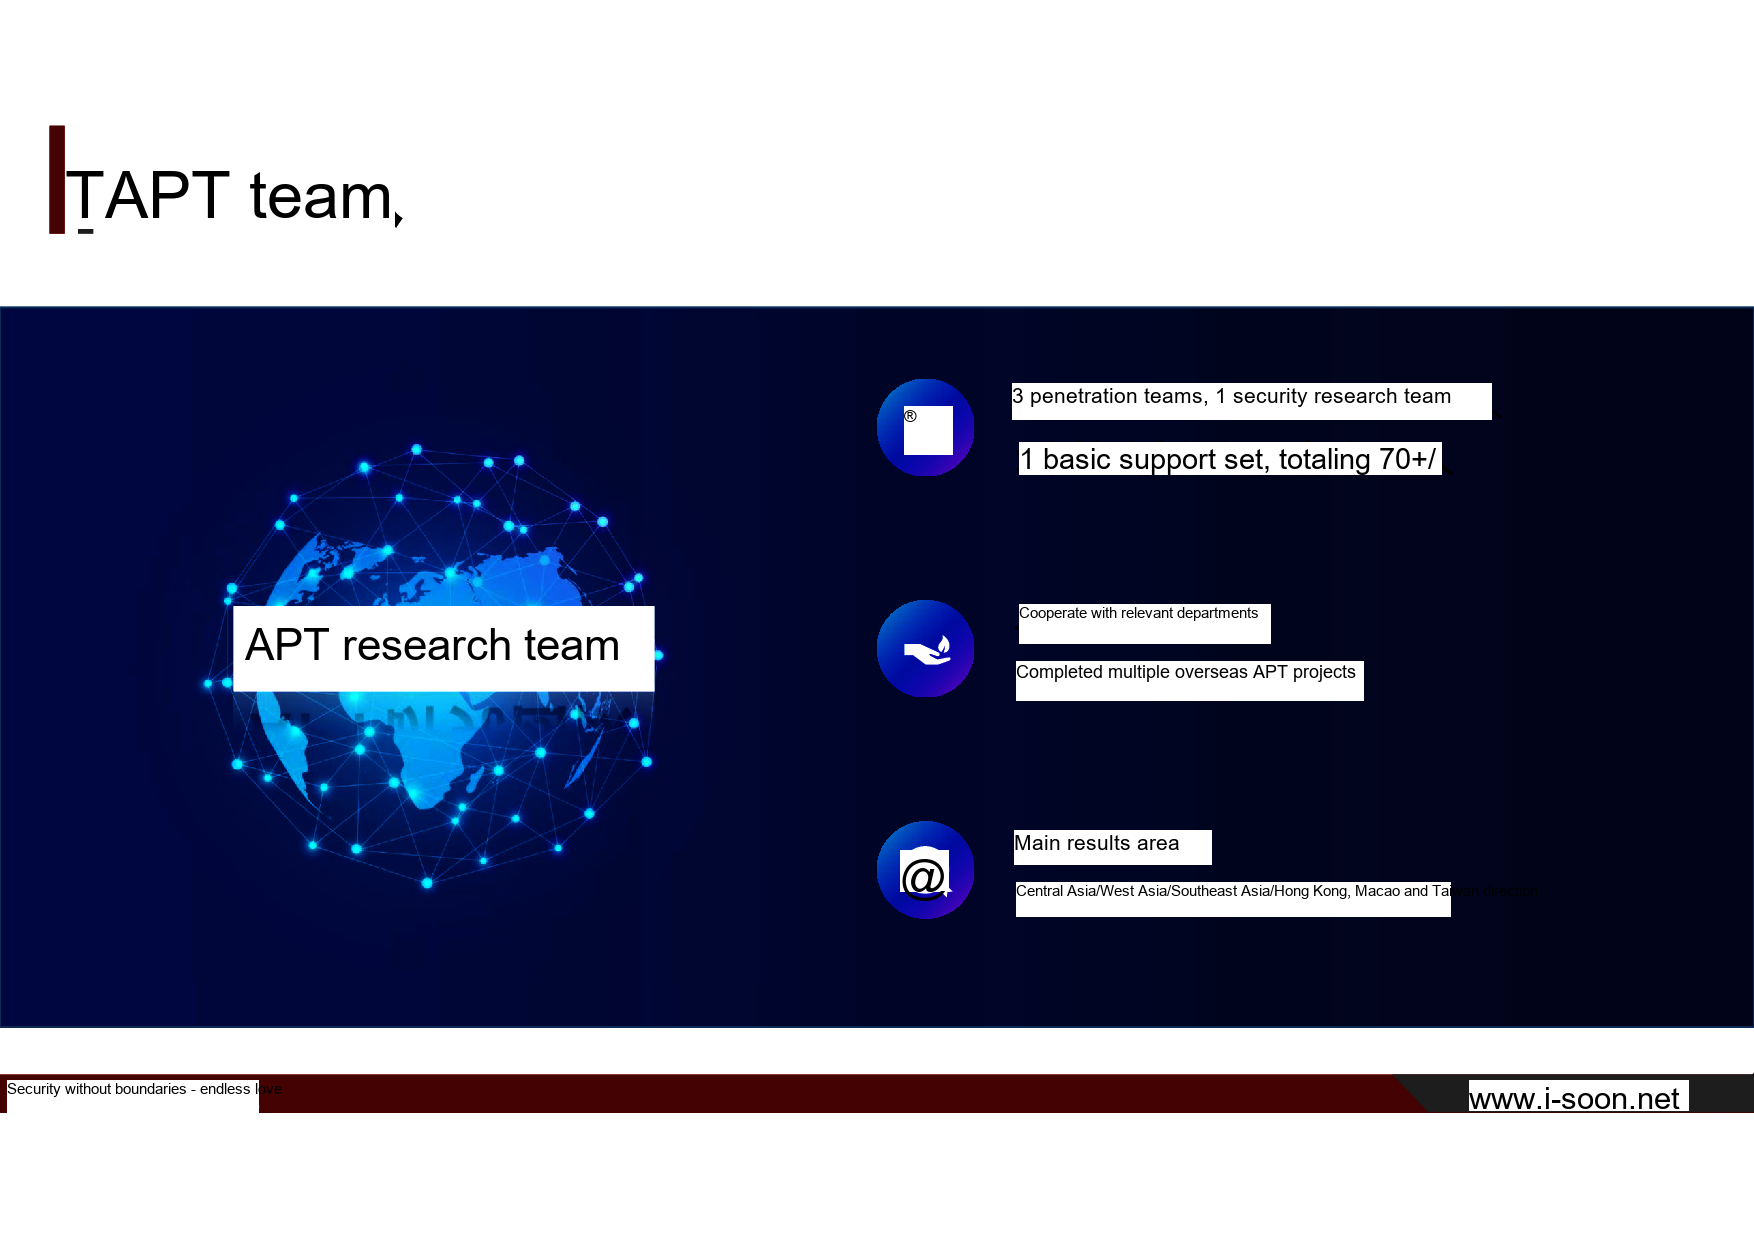 TAPT team
®
3 penetration teams, 1 security research team
1 basic support set, totaling 70+/
APT research team
Cooperate with relevant departments
Completed multiple overseas APT projects
@
Main results area
Central Asia/West Asia/Southeast Asia/Hong Kong, Macao and Taiwan direction
Security without boundaries - endless love
www.i-soon.net